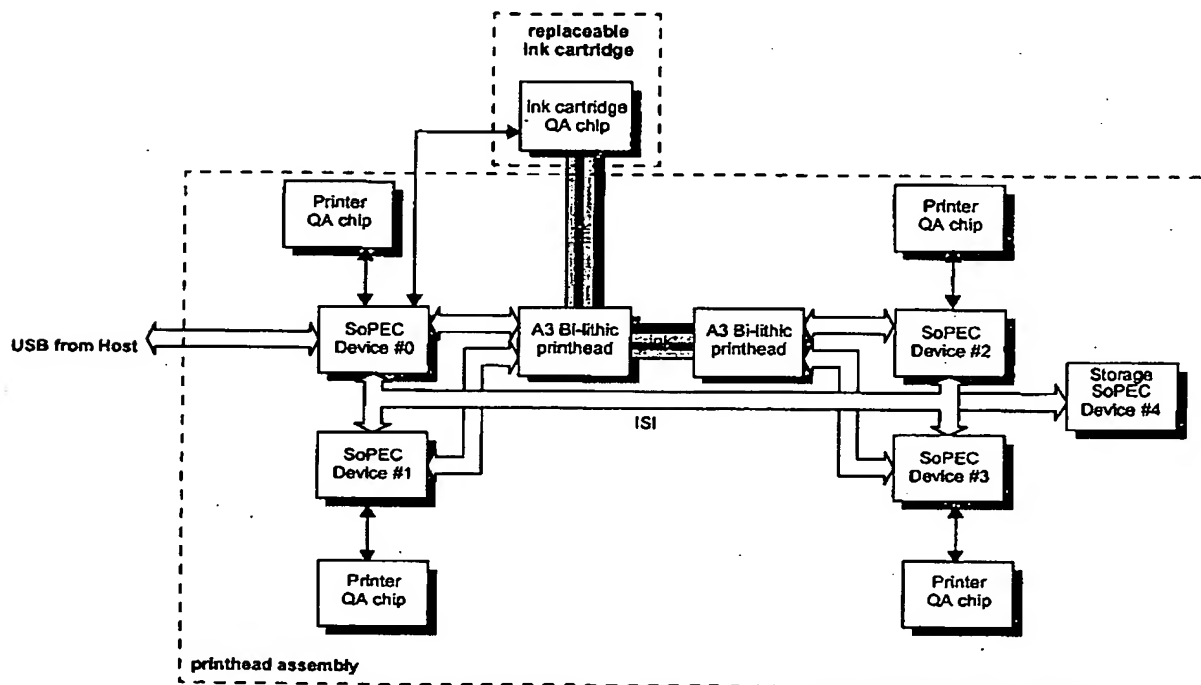 replaceable
ink cartridge
Ink cartridge
QA chip
Printer
QA chip
Printer
QA chip
ink
USB from Host
SoPEC
Device #0
A3 Bi-lithic
printhead
ink
A3 Bi-lithic
printhead
SoPEC
Device #2
Storage
SoPEC
Device #4
ISI
SoPEC
Device #1
SoPEC
Device #3
Printer
QA chip
Printer
QA chip
printhead assembly